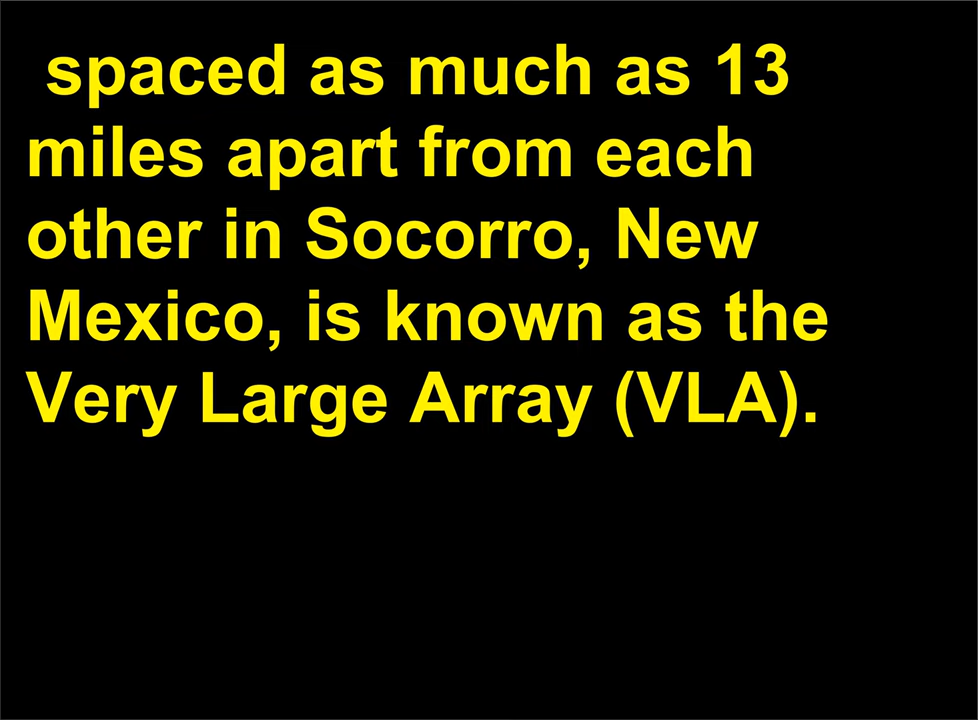 spaced as much as 13
miles apart from each
other in Socorro, New
Mexico, is known as the
Very Large Array (VLA).